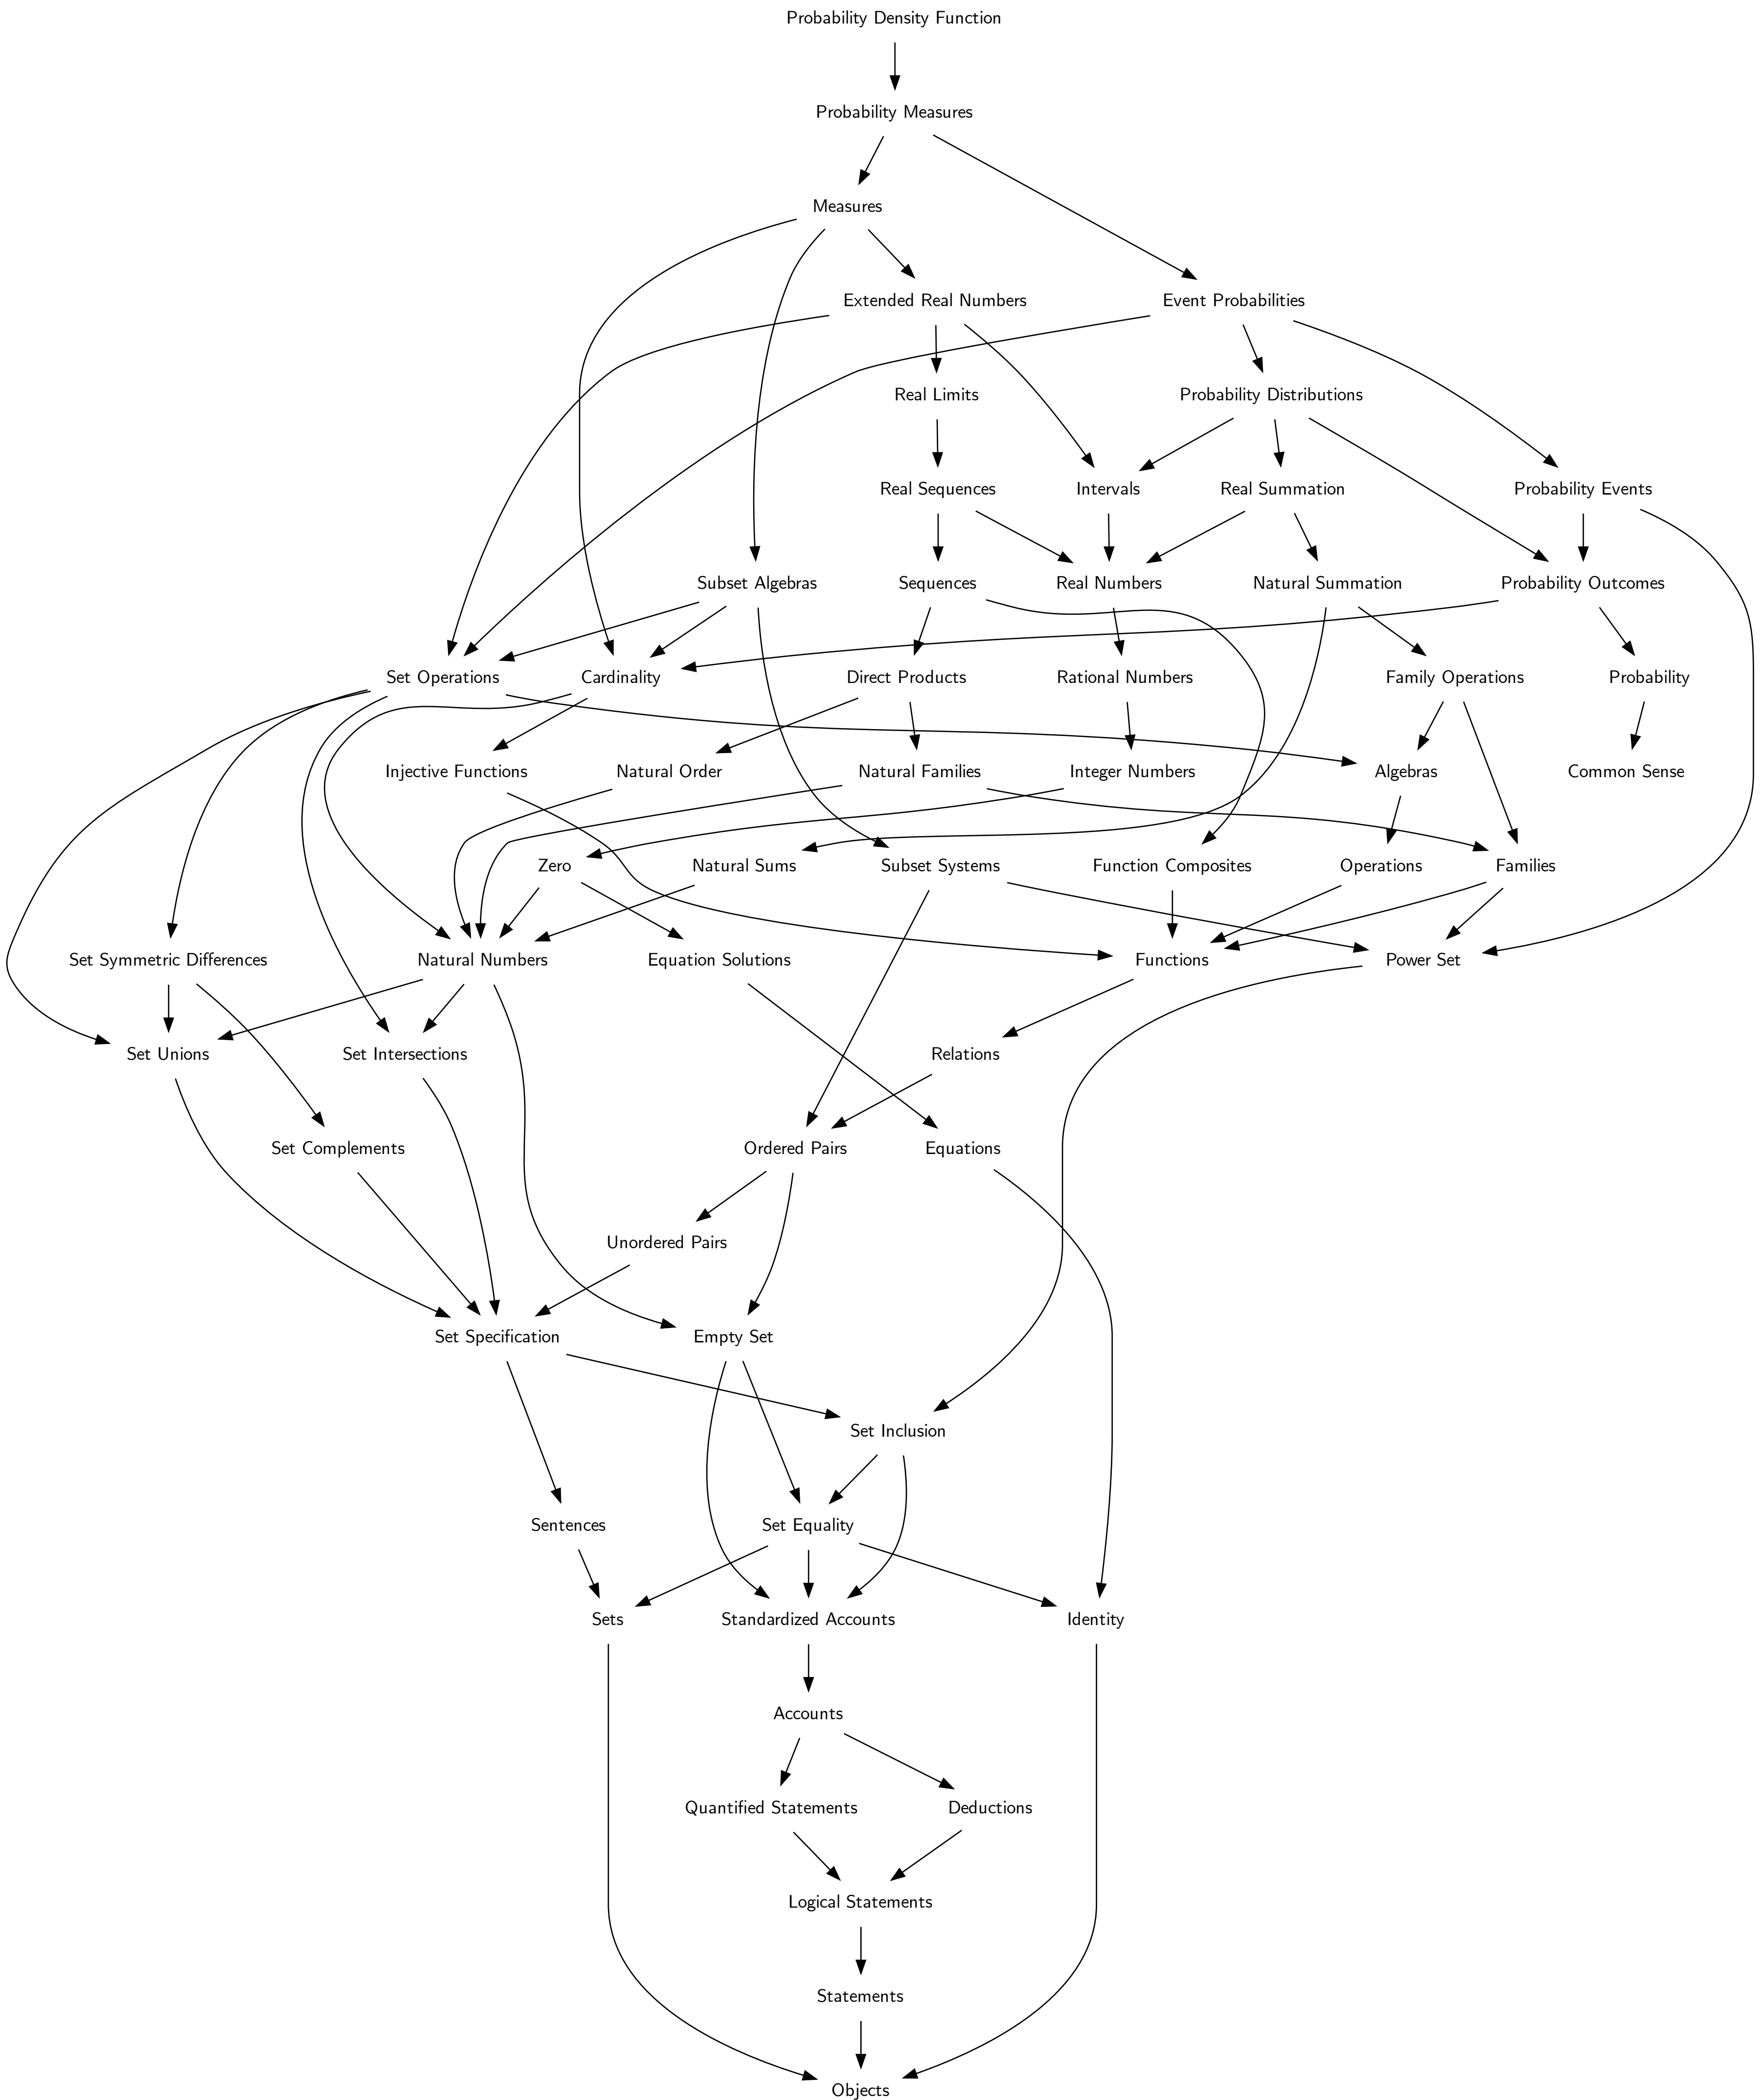 Probability Density Function
Probability Measures
Measures
Extended Real Numbers
Event Probabilities
Real Limits
Probability Distributions
Real Sequences
Intervals
Real Summation
Probability Events
Subset Algebras
Sequences
Real Numbers
Natural Summation
Probability Outcomes
Set Operations
Cardinality
Direct Products
Rational Numbers
Family Operations
Probability
Injective Functions
Natural Order
Natural Families
Integer Numbers
Algebras
Common Sense
Zero
Natural Sums
Subset Systems
Function Composites
Operations
Families
Set Symmetric Differences
Natural Numbers
Equation Solutions
Functions
Power Set
Set Unions
Set Intersections
Relations
Set Complements
Ordered Pairs
Equations
Unordered Pairs
Set Specification
Empty Set
Set Inclusion
Sentences
Set Equality
Sets
Standardized Accounts
Identity
Accounts
Quantified Statements
Deductions
Logical Statements
Statements
Objects